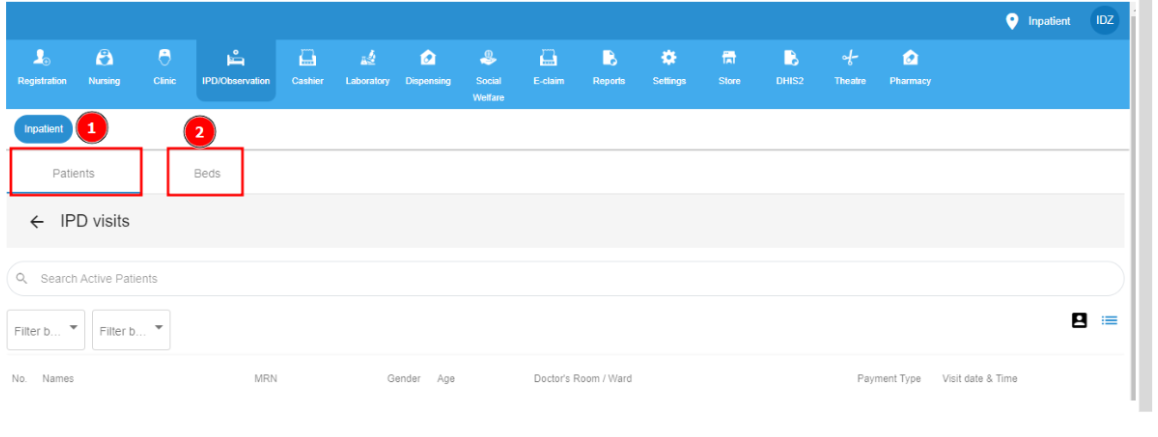 Inpatient IDZ
Registration Nursing Clinic IPD/Observation Cashier Laboratory Dispensing Social Welfare E-claim Reports Settings Store DHIS2 Theatre Pharmacy
Inpatient 1 2
Patients Beds
IPD visits
Search Active Patients
Filter b... Filter b...
No. Names MRN Gender Age Doctor's Room / Ward Payment Type Visit date & Time